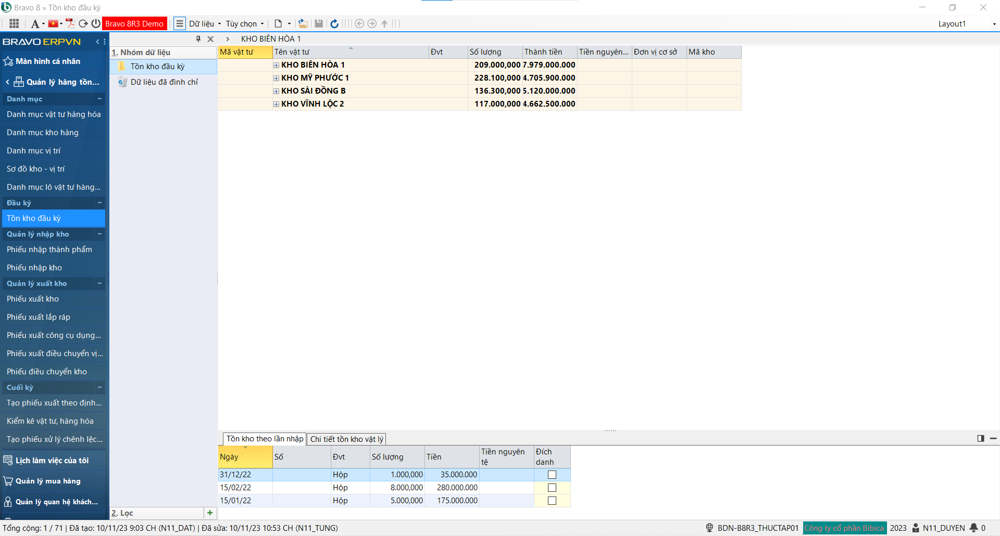 Bravo 8 » Tồn kho đầu kỳ
A Bravo 8R3 Demo Dữ liệu Tùy chọn Layout1
BRAVO ERPVN
Màn hình cá nhân
Quản lý hàng tồn...
Danh mục
Danh mục vật tư hàng hóa
Danh mục kho hàng
Danh mục vị trí
Sơ đồ kho - vị trí
Danh mục lô vật tư hàng...
Đầu kỳ
Tồn kho đầu kỳ
Quản lý nhập kho
Phiếu nhập thành phẩm
Phiếu nhập kho
Quản lý xuất kho
Phiếu xuất kho
Phiếu xuất lắp ráp
Phiếu xuất công cụ dụng...
Phiếu xuất điều chuyển vị...
Phiếu điều chuyển kho
Cuối kỳ
Tạo phiếu xuất theo định...
Kiểm kê vật tư, hàng hóa
Tạo phiếu xử lý chênh lệc...
Lịch làm việc của tôi
Quản lý mua hàng
Quản lý quan hệ khách...
1. Nhóm dữ liệu
Tồn kho đầu kỳ
Dữ liệu đã đình chỉ
2. Lọc
KHO BIÊN HÒA 1
Mã vật tư Tên vật tư Đvt Số lượng Thành tiền Tiền nguyên... Đơn vị cơ sở Mã kho
KHO BIÊN HÒA 1 209.000,000 7.979.000.000
KHO MỸ PHƯỚC 1 228.100,000 4.705.900.000
KHO SÀI ĐỒNG B 136.300,000 5.120.000.000
KHO VĨNH LỘC 2 117.000,000 4.662.500.000
Tồn kho theo lần nhập Chi tiết tồn kho vật lý
Ngày Số Đvt Số lượng Tiền Tiền nguyên tệ Đích danh
31/12/22 Hộp 1.000,000 35.000.000
15/02/22 Hộp 8.000,000 280.000.000
15/01/22 Hộp 5.000,000 175.000.000
Tổng cộng: 1 / 71 | Đã tạo: 10/11/23 9:03 CH (N11_DAT) | Đã sửa: 10/11/23 10:53 CH (N11_TUNG)
BDN-B8R3_THUCTAP01 Công ty cổ phần Bibica 2023 N11_DUYEN 0